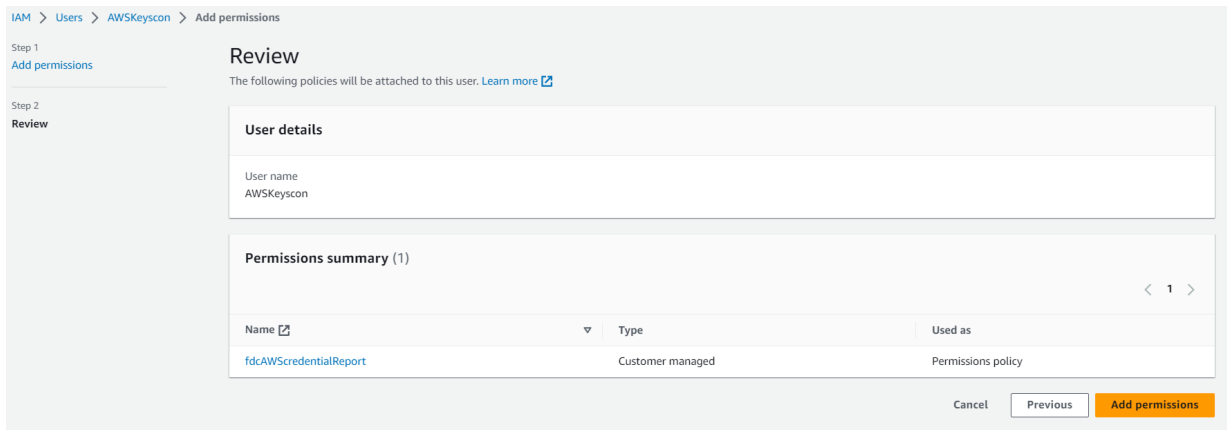 IAM > Users > AWSKeyscon > Add permissions
Step 1
Add permissions
Step 2
Review
Review
The following policies will be attached to this user. Learn more
User details
User name
AWSKeyscon
Permissions summary (1)
< 1 >
Name Type Used as
fdcAWScredentialReport Customer managed Permissions policy
Cancel Previous Add permissions